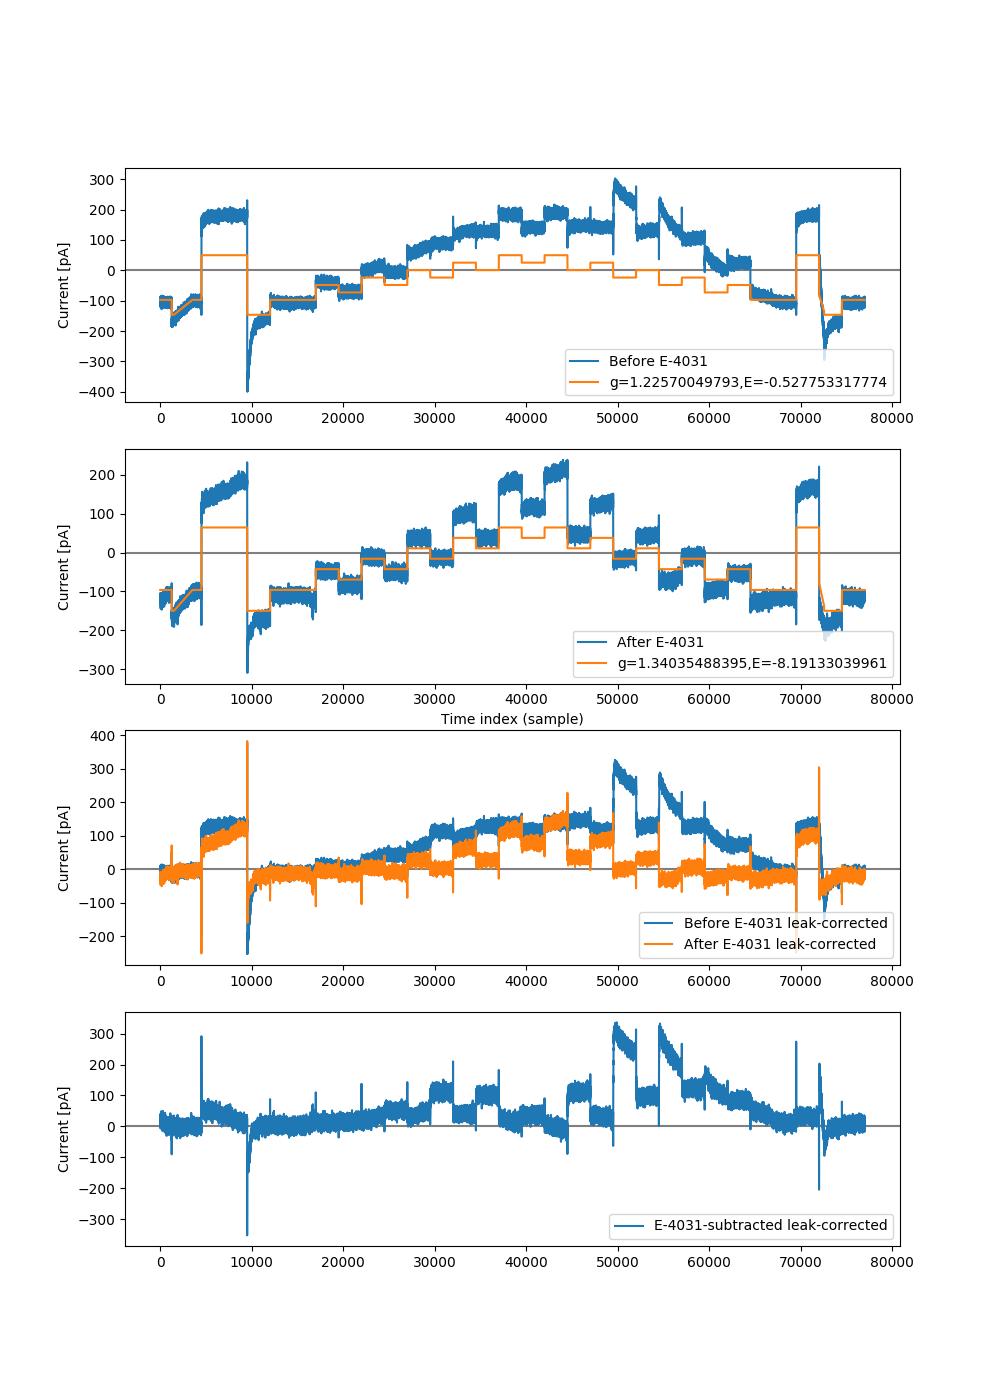 300
200
100
0
−100
−200
−300
−400
Current [pA]
Before E-4031
g=1.22570049793,E=-0.527753317774
0 10000 20000 30000 40000 50000 60000 70000 80000
200
100
0
−100
−200
−300
Current [pA]
After E-4031
g=1.34035488395,E=-8.19133039961
0 10000 20000 30000 40000 50000 60000 70000 80000
Time index (sample)
400
300
200
100
0
−100
−200
Current [pA]
Before E-4031 leak-corrected
After E-4031 leak-corrected
0 10000 20000 30000 40000 50000 60000 70000 80000
300
200
100
0
−100
−200
−300
Current [pA]
E-4031-subtracted leak-corrected
0 10000 20000 30000 40000 50000 60000 70000 80000